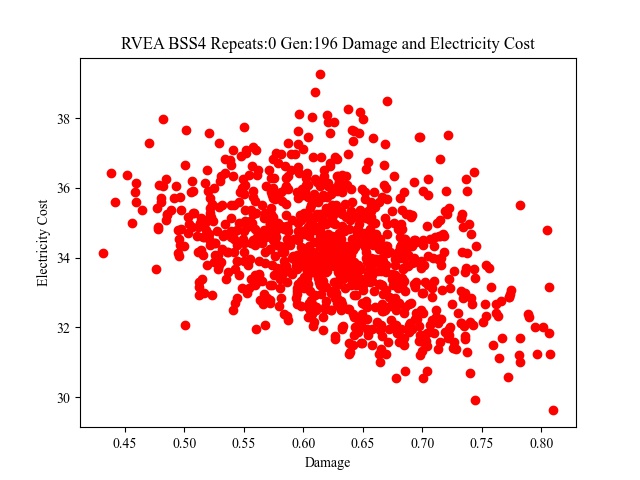 RVEA BSS4 Repeats:0 Gen:196 Damage and Electricity Cost
38
36
34
32
30
Electricity Cost
0.45 0.50 0.55 0.60 0.65 0.70 0.75 0.80
Damage